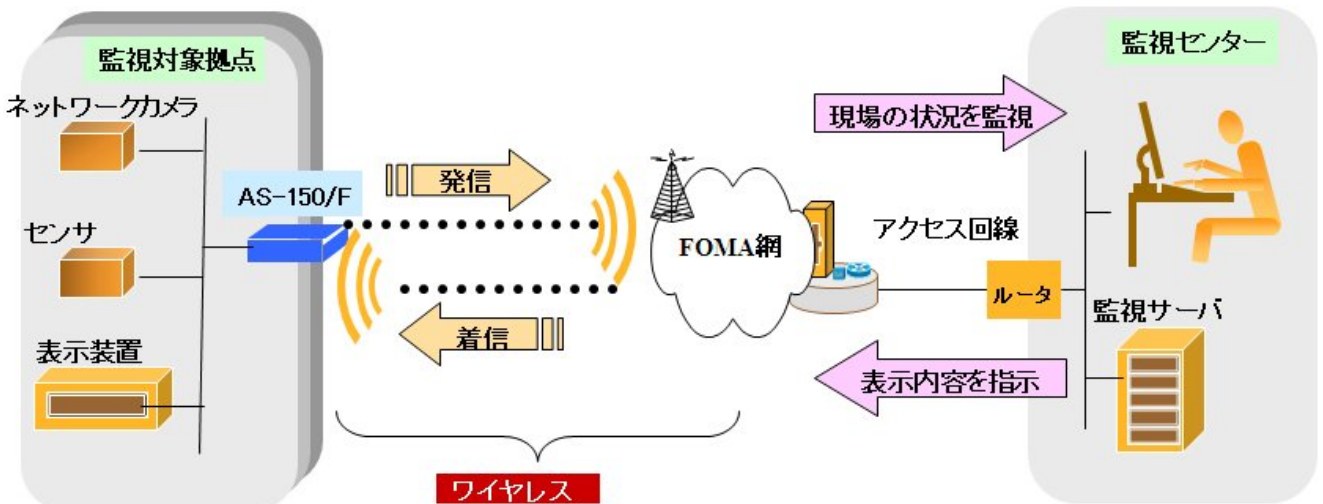 監視対象拠点
ネットワークカメラ
センサ
表示装置
AS-150/F
発信
着信
ワイヤレス
FOMA網
アクセス回線
ルータ
現場の状況を監視
表示内容を指示
監視センター
監視サーバ